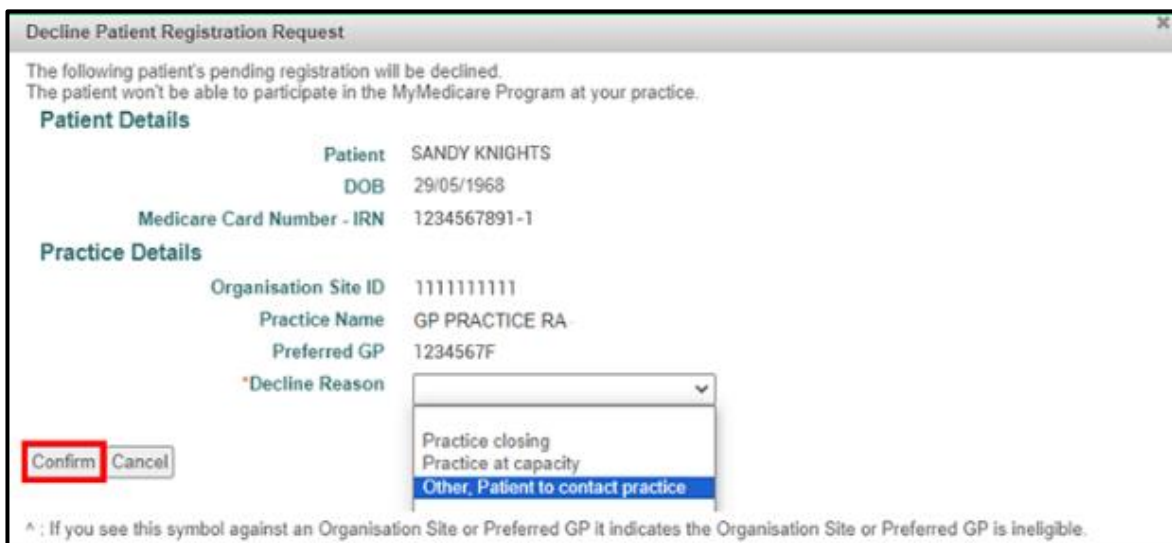 Decline Patient Registration Request
The following patient's pending registration will be declined.
The patient won't be able to participate in the MyMedicare Program at your practice.
Patient Details
Patient SANDY KNIGHTS
DOB 29/05/1968
Medicare Card Number - IRN 1234567891-1
Practice Details
Organisation Site ID 1111111111
Practice Name GP PRACTICE RA
Preferred GP 1234567F
*Decline Reason
Practice closing
Practice at capacity
Other, Patient to contact practice
Confirm Cancel
^ : If you see this symbol against an Organisation Site or Preferred GP it indicates the Organisation Site or Preferred GP is ineligible.